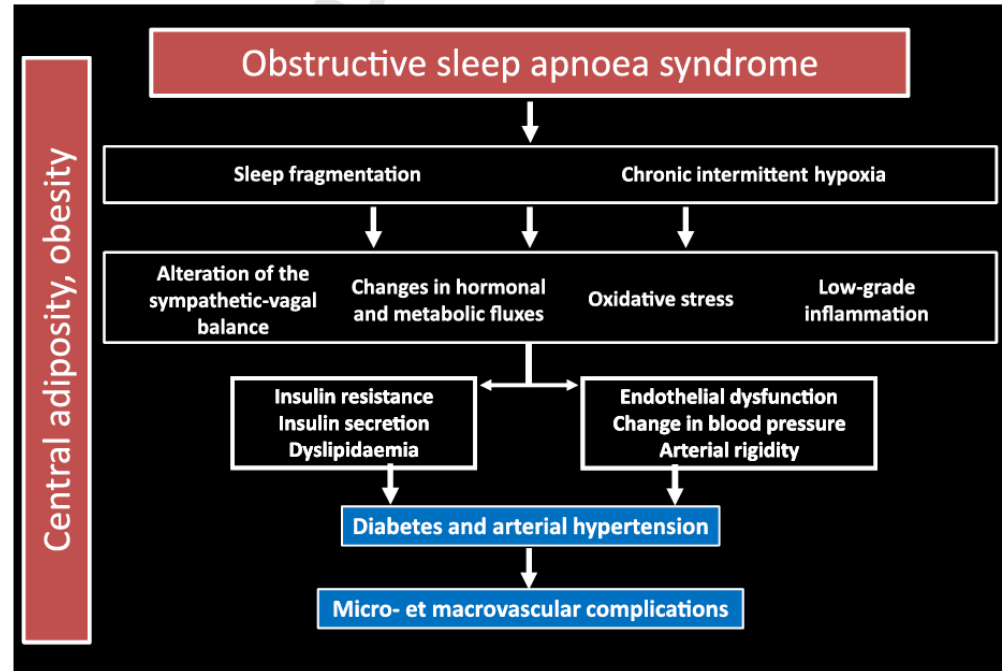 Obstructive sleep apnoea syndrome
Central adiposity, obesity
Sleep fragmentation
Chronic intermittent hypoxia
Alteration of the
sympathetic-vagal
balance
Changes in hormonal
and metabolic fluxes
Oxidative stress
Low-grade
inflammation
Insulin resistance
Insulin secretion
Dyslipidaemia
Endothelial dysfunction
Change in blood pressure
Arterial rigidity
Diabetes and arterial hypertension
Micro- et macrovascular complications